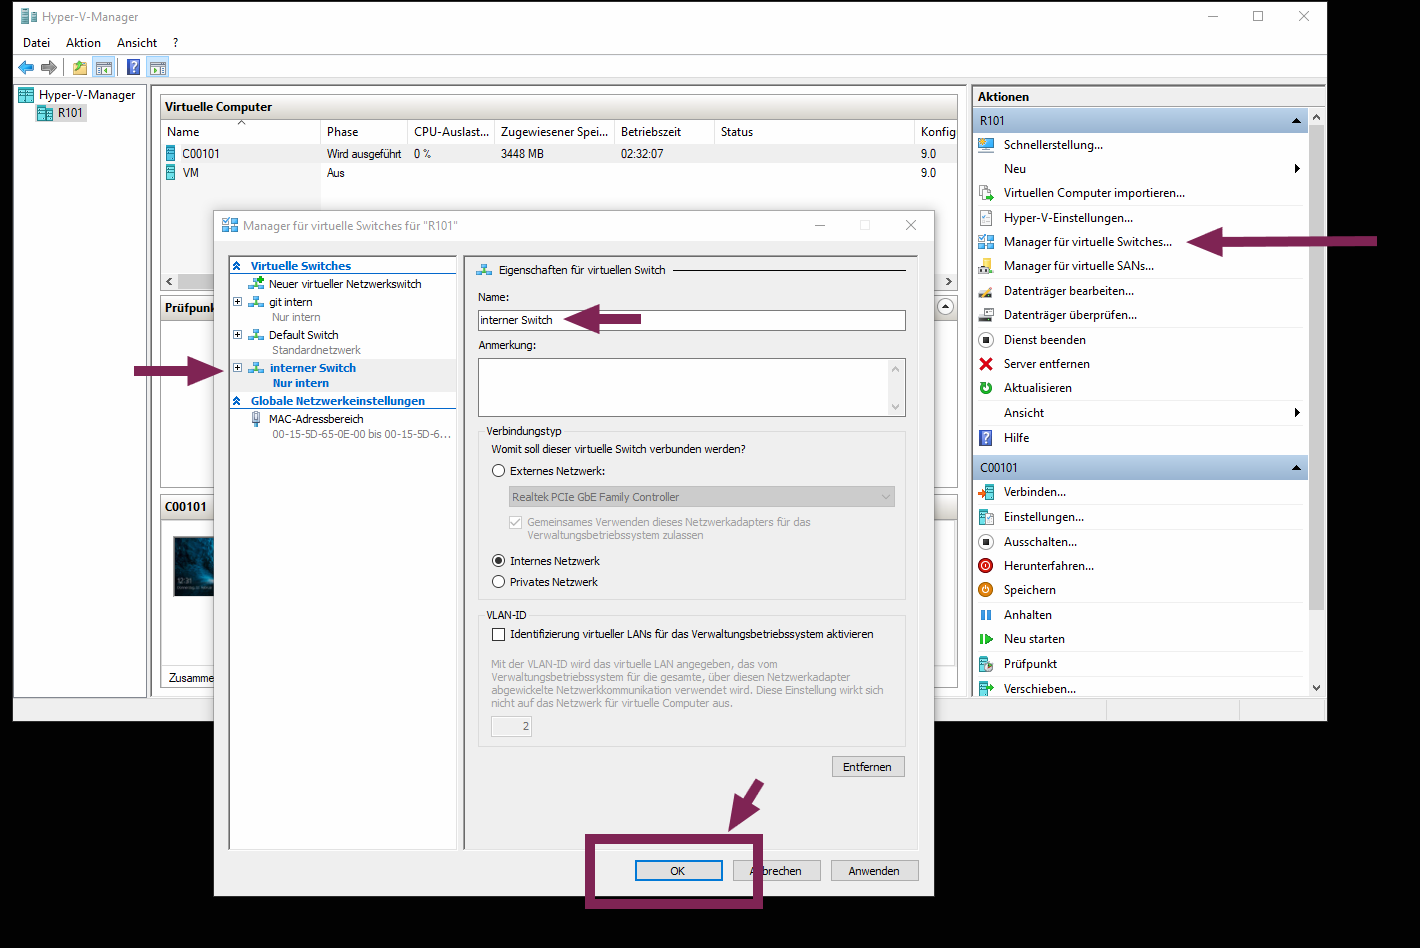 Hyper-V-Manager
Datei Aktion Ansicht ?
Hyper-V-Manager
R101
Virtuelle Computer
Name Phase CPU-Auslast... Zugewiesener Spei... Betriebszeit Status Konfig
C00101 Wird ausgeführt 0 % 3448 MB 02:32:07 9.0
VM Aus 9.0
Prüfpunk
C00101
12:31
Zusamme
Manager für virtuelle Switches für "R101"
Virtuelle Switches
Neuer virtueller Netzwerkswitch
git intern
Nur intern
Default Switch
Standardnetzwerk
interner Switch
Nur intern
Globale Netzwerkeinstellungen
MAC-Adressbereich
00-15-5D-65-0E-00 bis 00-15-5D-6...
Eigenschaften für virtuellen Switch
Name:
interner Switch
Anmerkung:
Verbindungstyp
Womit soll dieser virtuelle Switch verbunden werden?
Externes Netzwerk:
Realtek PCIe GbE Family Controller
Gemeinsames Verwenden dieses Netzwerkadapters für das
Verwaltungsbetriebssystem zulassen
Internes Netzwerk
Privates Netzwerk
VLAN-ID
Identifizierung virtueller LANs für das Verwaltungsbetriebssystem aktivieren
Mit der VLAN-ID wird das virtuelle LAN angegeben, das vom
Verwaltungsbetriebssystem für die gesamte, über diesen Netzwerkadapter
abgewickelte Netzwerkkommunikation verwendet wird. Diese Einstellung wirkt sich
nicht auf das Netzwerk für virtuelle Computer aus.
2
Entfernen
OK Abbrechen Anwenden
Aktionen
R101
Schnellerstellung...
Neu
Virtuellen Computer importieren...
Hyper-V-Einstellungen...
Manager für virtuelle Switches...
Manager für virtuelle SANs...
Datenträger bearbeiten...
Datenträger überprüfen...
Dienst beenden
Server entfernen
Aktualisieren
Ansicht
Hilfe
C00101
Verbinden...
Einstellungen...
Ausschalten...
Herunterfahren...
Speichern
Anhalten
Neu starten
Prüfpunkt
Verschieben...